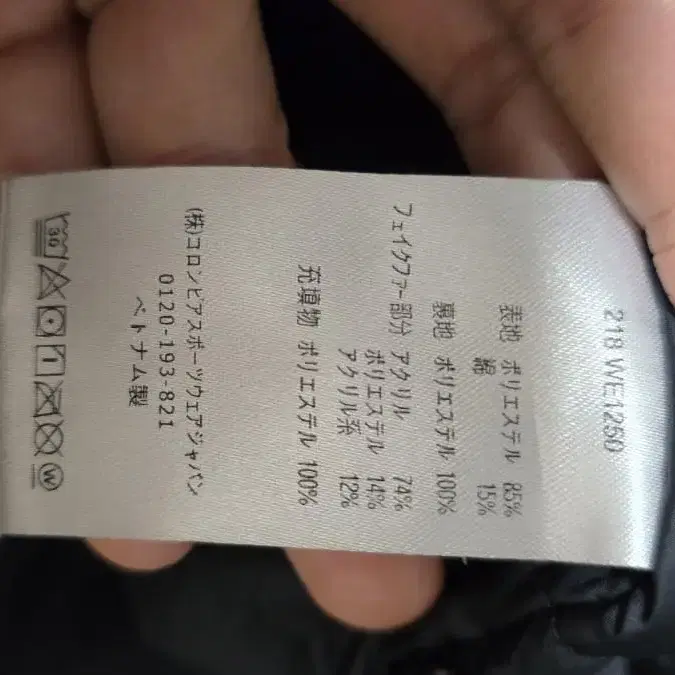 218 WE1260
表地 ポリエステル 85%
綿 15%
裏地 ポリエステル 100%
フェイクファー部分 アクリル 74%
ポリエステル 14%
アクリル系 12%
充填物 ポリエステル 100%
(株)コロンビアスポーツウェアジャパン
0120-193-821
ベトナム製
30
W